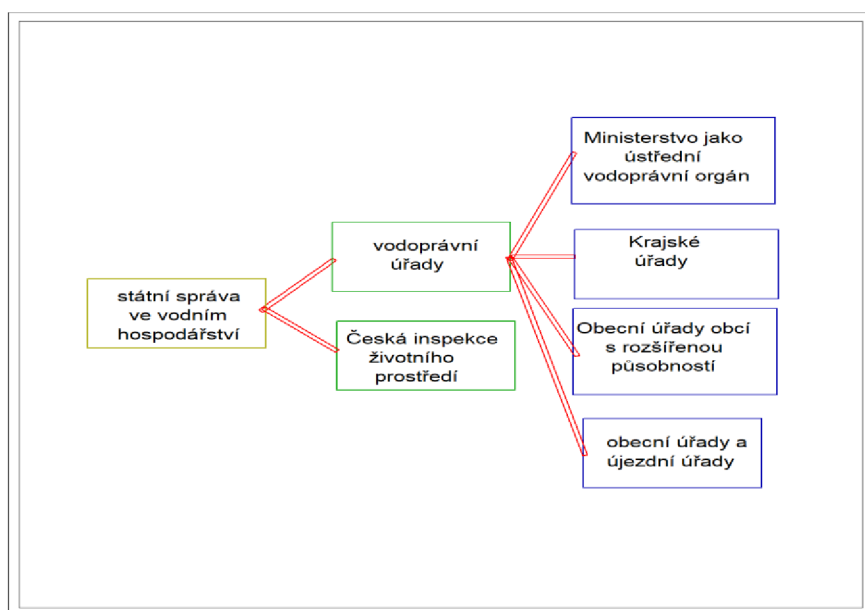 státní správa
ve vodním
hospodářství
vodoprávní
úřady
Česká inspekce
životního
prostředí
Ministerstvo jako
ústřední
vodoprávní orgán
Krajské
úřady
Obecní úřady obcí
s rozšířenou
působností
obecní úřady a
újezdní úřady